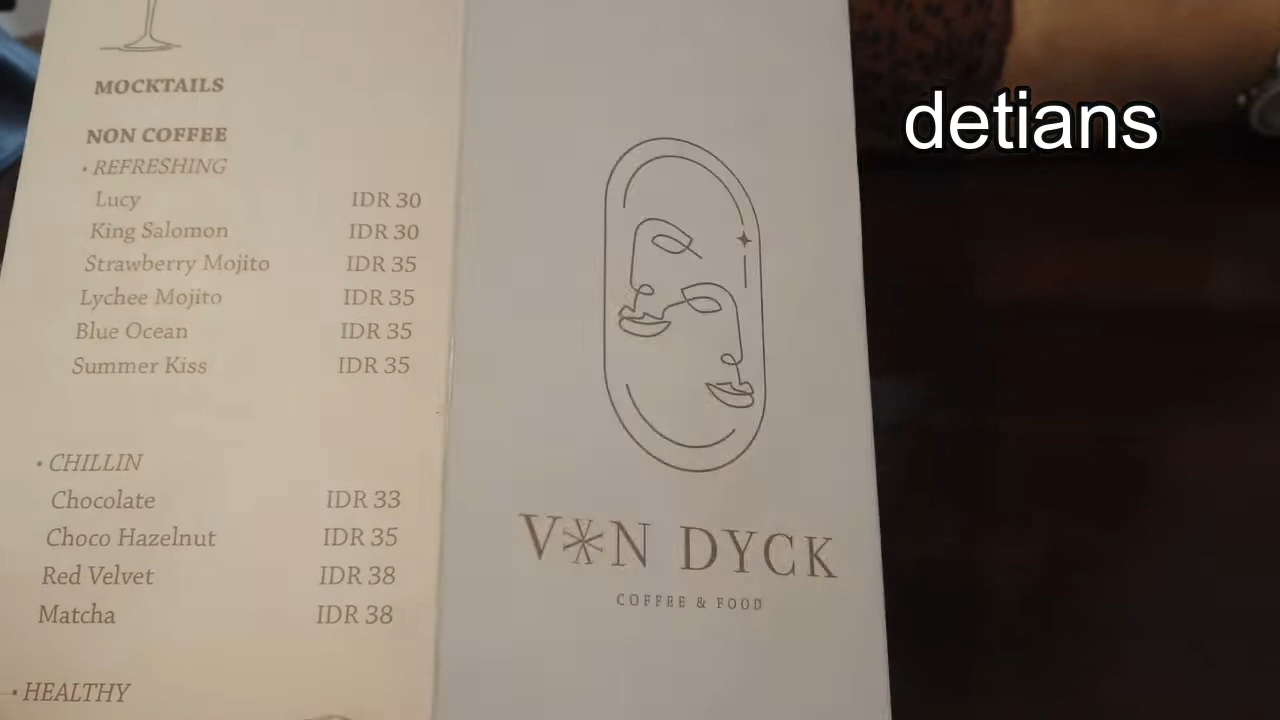 MOCKTAILS
NON COFFEE
• REFRESHING
Lucy IDR 30
King Salomon IDR 30
Strawberry Mojito IDR 35
Lychee Mojito IDR 35
Blue Ocean IDR 35
Summer Kiss IDR 35
• CHILLIN
Chocolate IDR 33
Choco Hazelnut IDR 35
Red Velvet IDR 38
Matcha IDR 38
• HEALTHY
V*N DYCK
COFFEE & FOOD
detians